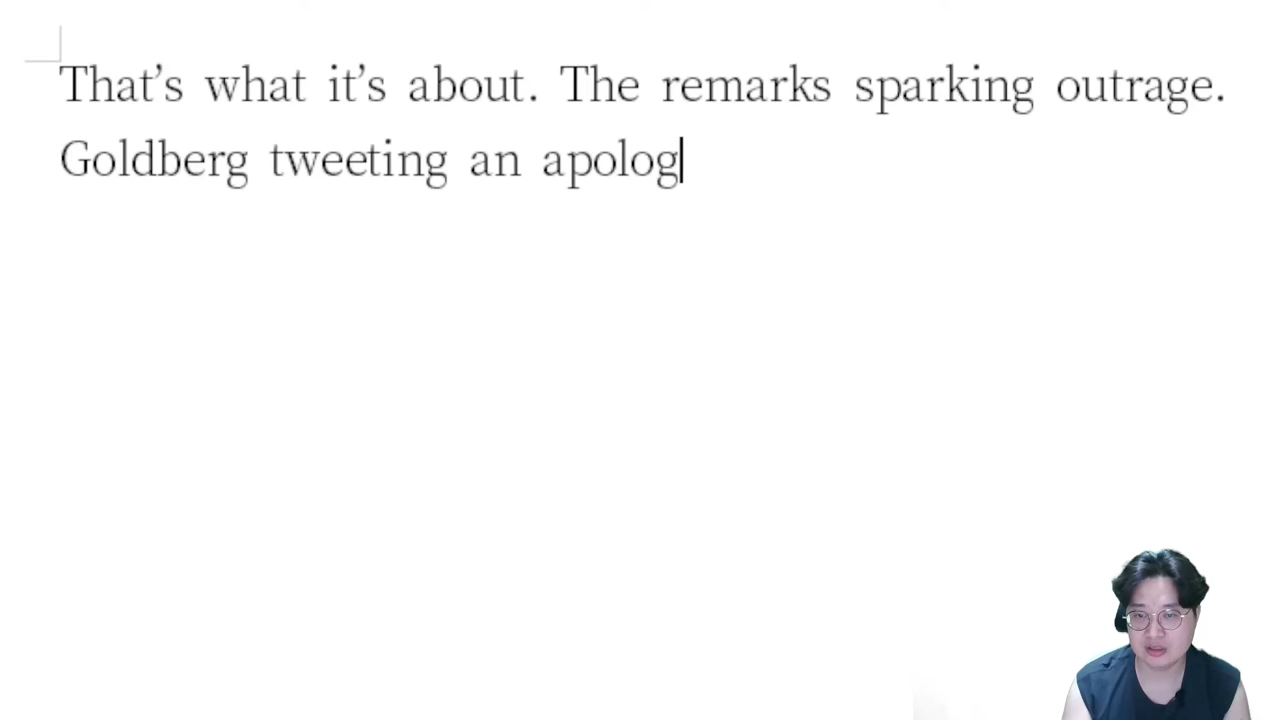 That’s what it’s about. The remarks sparking outrage.
Goldberg tweeting an apolog